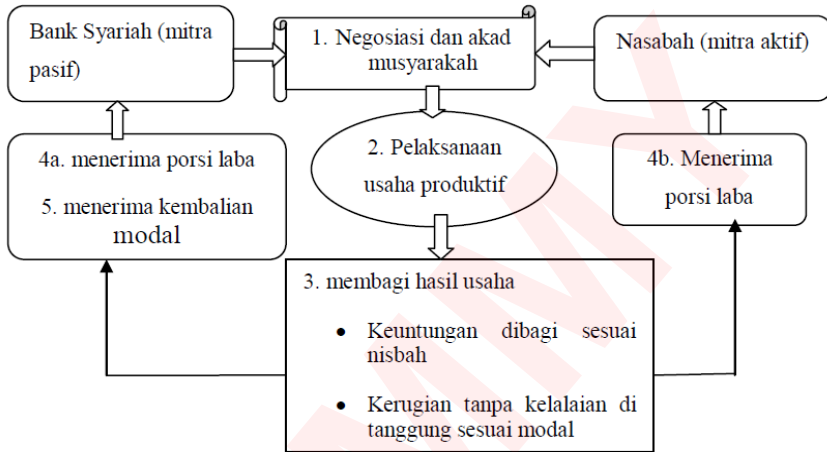 Bank Syariah (mitra
pasif)
1. Negosiasi dan akad
musyarakah
Nasabah (mitra aktif)
4a. menerima porsi laba
5. menerima kembalian
modal
2. Pelaksanaan
usaha produktif
4b. Menerima
porsi laba
3. membagi hasil usaha
• Keuntungan dibagi sesuai
nisbah
• Kerugian tanpa kelalaian di
tanggung sesuai modal